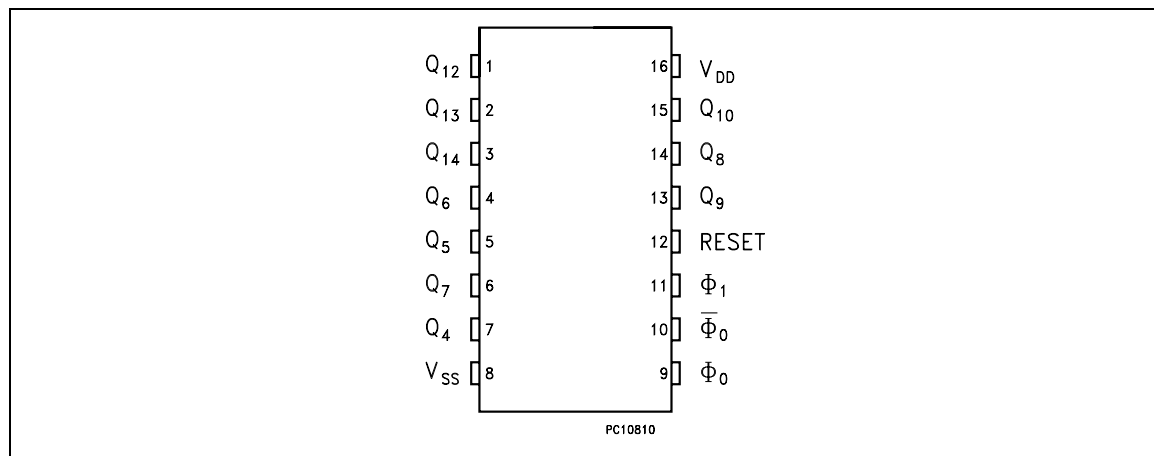 Q12 1 16 VDD
Q13 2 15 Q10
Q14 3 14 Q8
Q6 4 13 Q9
Q5 5 12 RESET
Q7 6 11 Φ1
Q4 7 10 Φ̅0
VSS 8 9 Φ0
PC10810